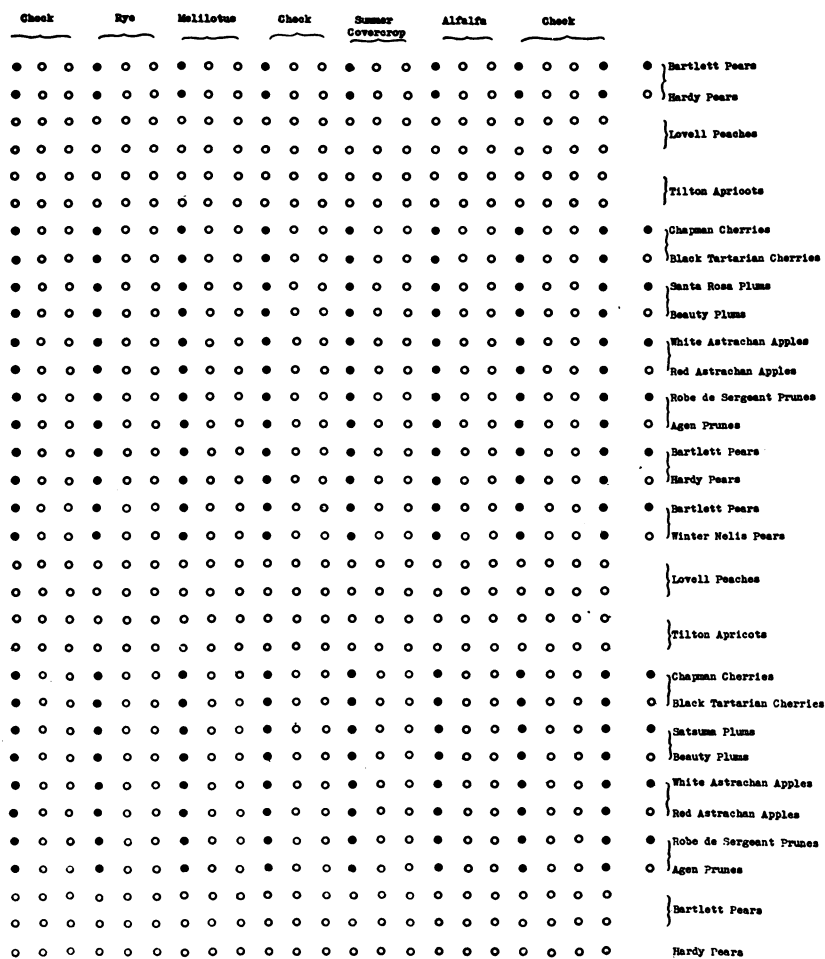 Check Rye Melilotus Check Summer Covercrop Alfalfa Check
Bartlett Pears
Hardy Pears
Lovell Peaches
Tilton Apricots
Chapman Cherries
Black Tartarian Cherries
Santa Rosa Plums
Beauty Plums
White Astrachan Apples
Red Astrachan Apples
Robe de Sergeant Prunes
Agen Prunes
Bartlett Pears
Hardy Pears
Bartlett Pears
Winter Nelis Pears
Lovell Peaches
Tilton Apricots
Chapman Cherries
Black Tartarian Cherries
Satsuma Plums
Beauty Plums
White Astrachan Apples
Red Astrachan Apples
Robe de Sergeant Prunes
Agen Prunes
Bartlett Pears
Hardy Pears